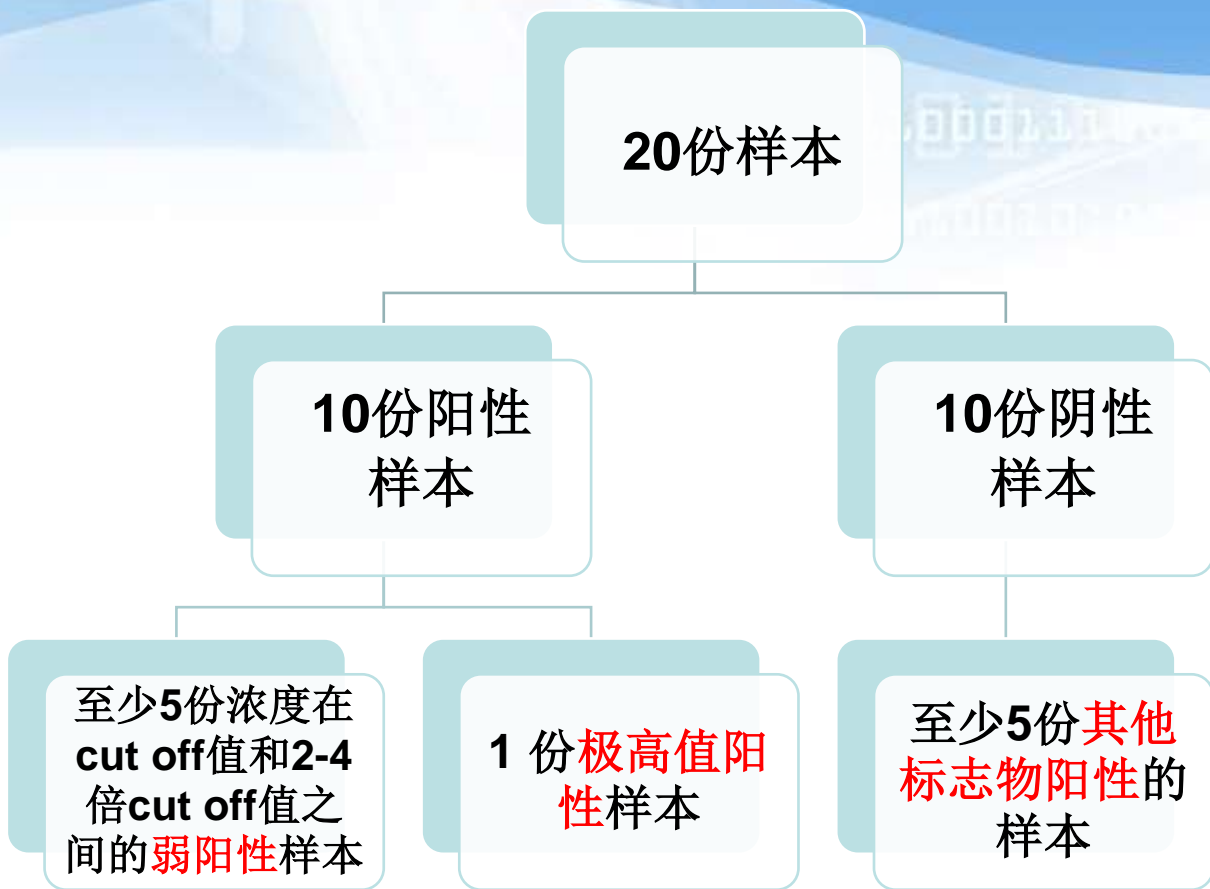 20份样本
10份阳性
样本
10份阴性
样本
至少5份浓度在
cut off值和2-4
倍cut off值之
间的弱阳性样本
1 份极高值阳
性样本
至少5份其他
标志物阳性的
样本